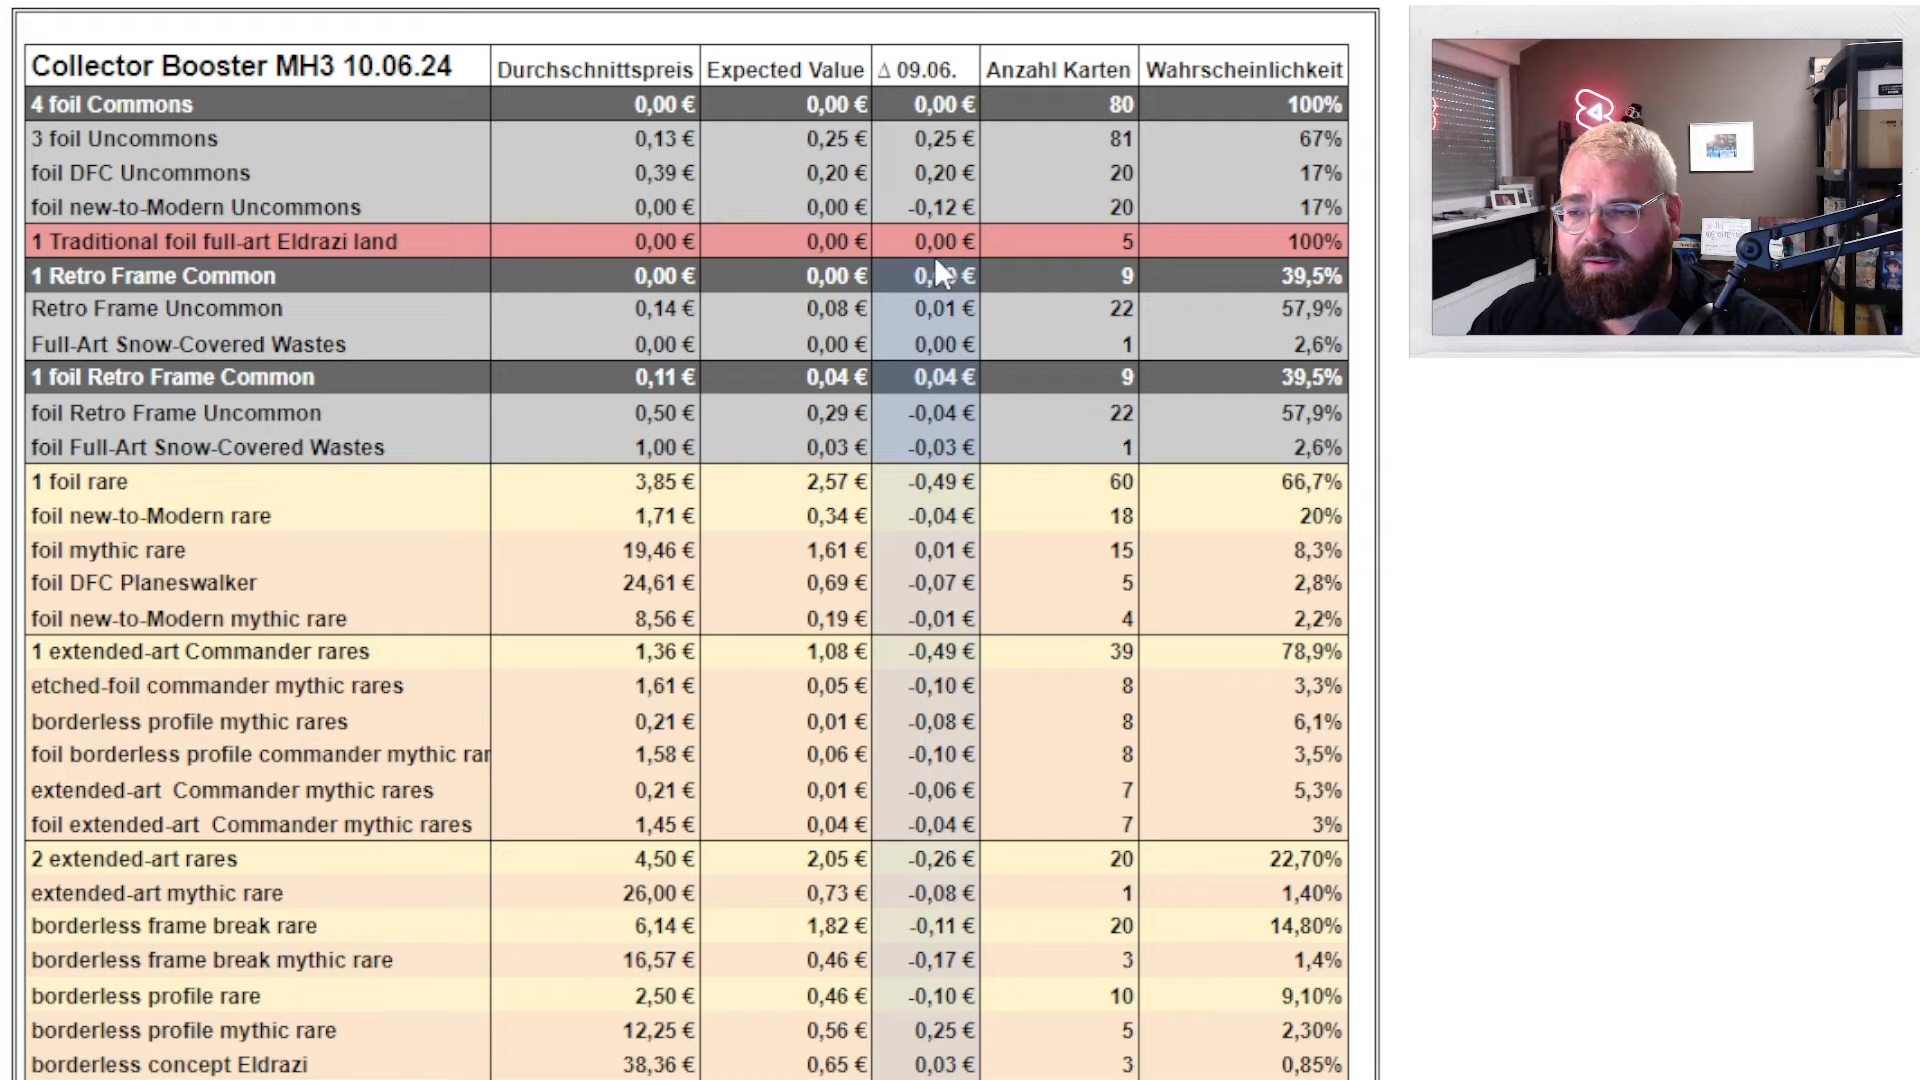 Collector Booster MH3 10.06.24 Durchschnittspreis Expected Value Δ 09.06. Anzahl Karten Wahrscheinlichkeit
4 foil Commons 0,00 € 0,00 € 0,00 € 80 100%
3 foil Uncommons 0,13 € 0,25 € 0,25 € 81 67%
foil DFC Uncommons 0,39 € 0,20 € 0,20 € 20 17%
foil new-to-Modern Uncommons 0,00 € 0,00 € -0,12 € 20 17%
1 Traditional foil full-art Eldrazi land 0,00 € 0,00 € 0,00 € 5 100%
1 Retro Frame Common 0,00 € 0,00 € € 9 39,5%
Retro Frame Uncommon 0,14 € 0,08 € 0,01 € 22 57,9%
Full-Art Snow-Covered Wastes 0,00 € 0,00 € 0,00 € 1 2,6%
1 foil Retro Frame Common 0,11 € 0,04 € 0,04 € 9 39,5%
foil Retro Frame Uncommon 0,50 € 0,29 € -0,04 € 22 57,9%
foil Full-Art Snow-Covered Wastes 1,00 € 0,03 € -0,03 € 1 2,6%
1 foil rare 3,85 € 2,57 € -0,49 € 60 66,7%
foil new-to-Modern rare 1,71 € 0,34 € -0,04 € 18 20%
foil mythic rare 19,46 € 1,61 € 0,01 € 15 8,3%
foil DFC Planeswalker 24,61 € 0,69 € -0,07 € 5 2,8%
foil new-to-Modern mythic rare 8,56 € 0,19 € -0,01 € 4 2,2%
1 extended-art Commander rares 1,36 € 1,08 € -0,49 € 39 78,9%
etched-foil commander mythic rares 1,61 € 0,05 € -0,10 € 8 3,3%
borderless profile mythic rares 0,21 € 0,01 € -0,08 € 8 6,1%
foil borderless profile commander mythic rar 1,58 € 0,06 € -0,10 € 8 3,5%
extended-art Commander mythic rares 0,21 € 0,01 € -0,06 € 7 5,3%
foil extended-art Commander mythic rares 1,45 € 0,04 € -0,04 € 7 3%
2 extended-art rares 4,50 € 2,05 € -0,26 € 20 22,70%
extended-art mythic rare 26,00 € 0,73 € -0,08 € 1 1,40%
borderless frame break rare 6,14 € 1,82 € -0,11 € 20 14,80%
borderless frame break mythic rare 16,57 € 0,46 € -0,17 € 3 1,4%
borderless profile rare 2,50 € 0,46 € -0,10 € 10 9,10%
borderless profile mythic rare 12,25 € 0,56 € 0,25 € 5 2,30%
borderless concept Eldrazi 38,36 € 0,65 € 0,03 € 3 0,85%